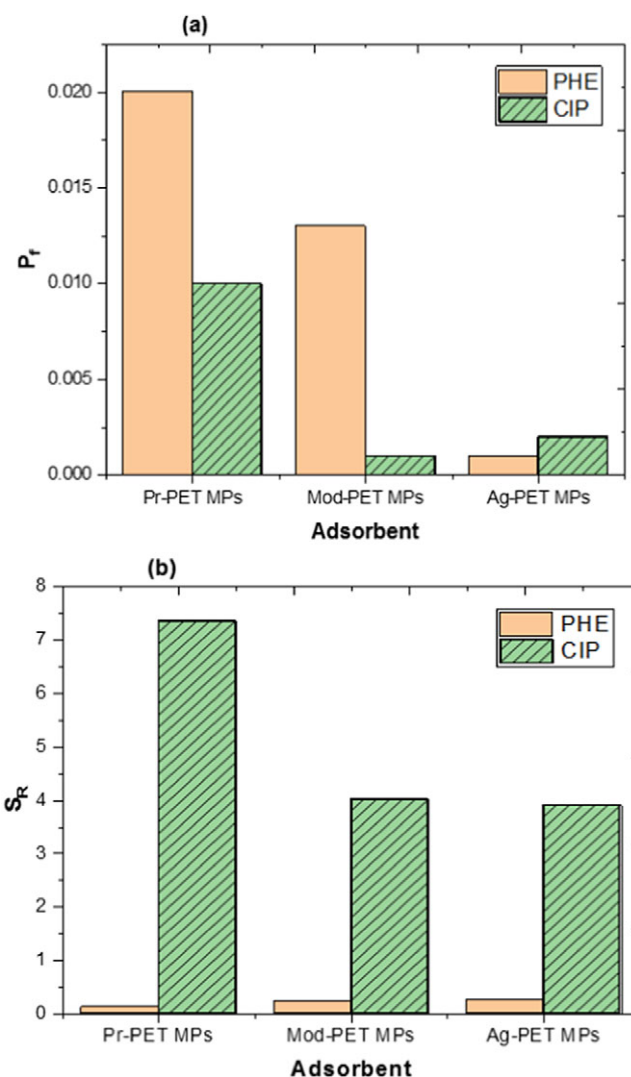 (a)
PHE
CIP
0.020
0.015
0.010
0.005
0.000
Pf
Pr-PET MPs Mod-PET MPs Ag-PET MPs
Adsorbent
(b)
PHE
CIP
8
7
6
5
4
3
2
1
0
SR
Pr-PET MPs Mod-PET MPs Ag-PET MPs
Adsorbent